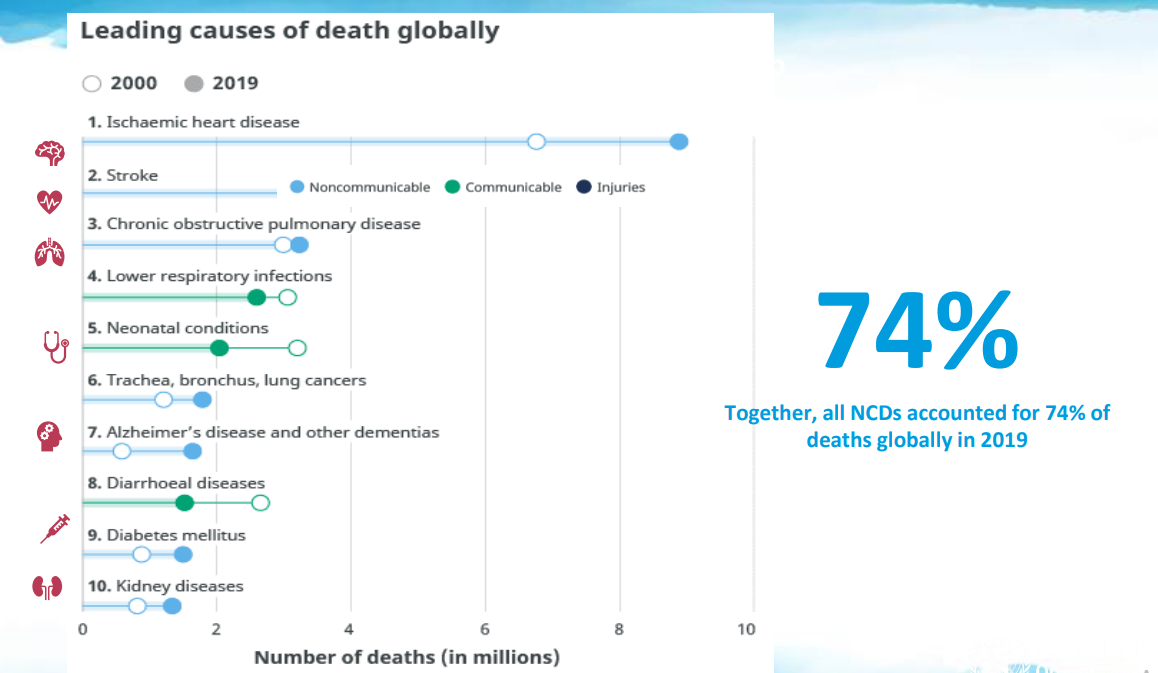 Leading causes of death globally
2000 2019
1. Ischaemic heart disease
2. Stroke
Noncommunicable Communicable Injuries
3. Chronic obstructive pulmonary disease
4. Lower respiratory infections
5. Neonatal conditions
6. Trachea, bronchus, lung cancers
7. Alzheimer's disease and other dementias
8. Diarrhoeal diseases
9. Diabetes mellitus
10. Kidney diseases
0 2 4 6 8 10
Number of deaths (in millions)
74%
Together, all NCDs accounted for 74% of
deaths globally in 2019